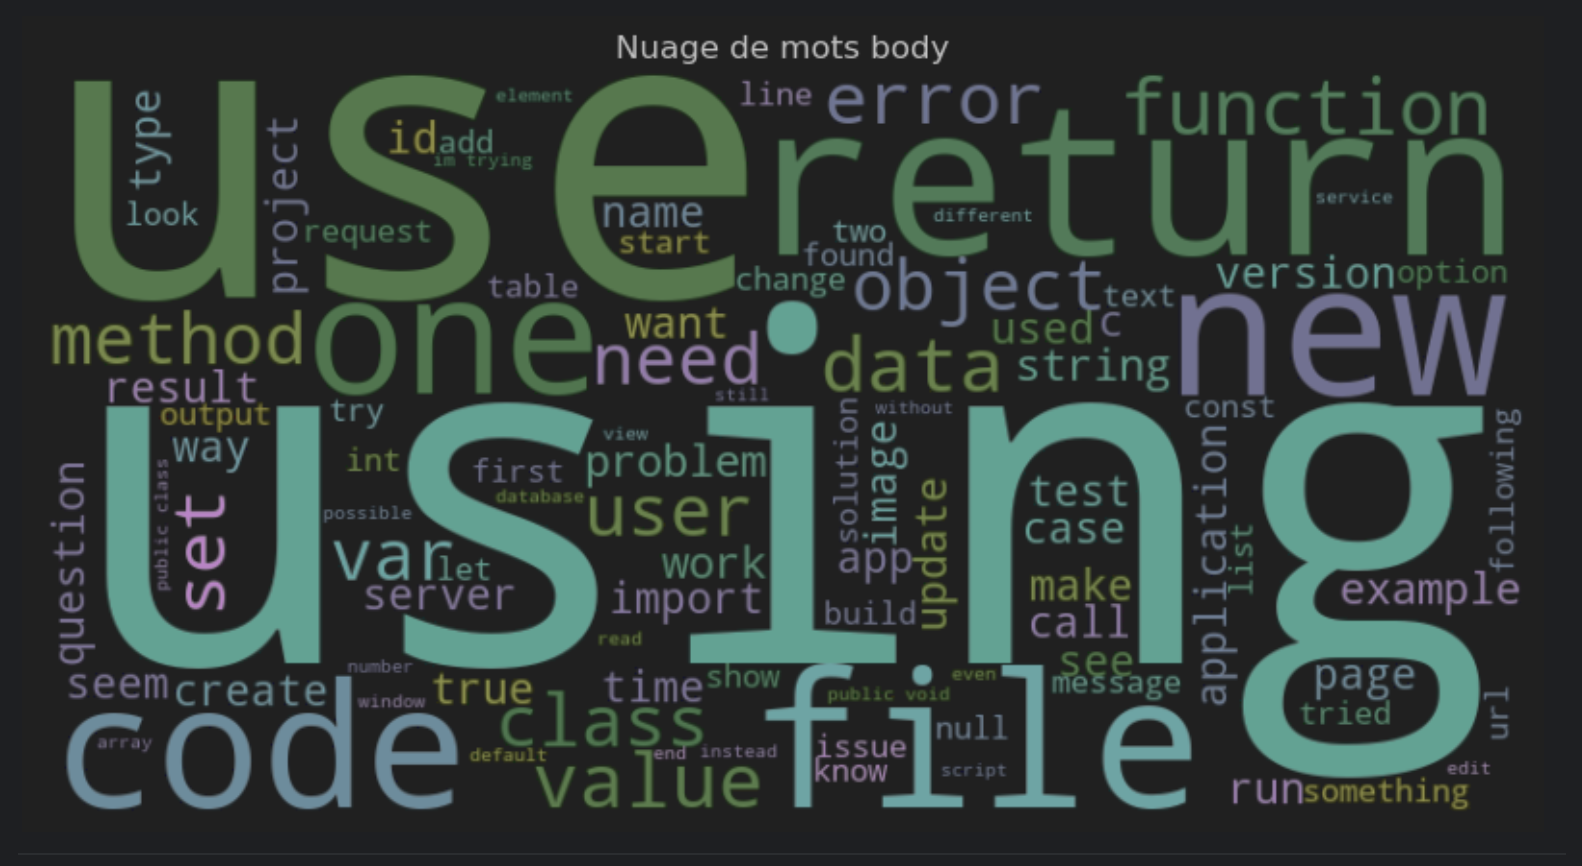 Nuage de mots body
use
element
line
error
function
type
project
id
add
im trying
return
look
request
name
start
two
different
service
found
table
change
object
version
option
text
method
one
want
need
data
used
c
string
new
result
still
using
output
try
without
const
way
int
view
first
problem
database
user
solution
image
test
case
application
list
following
question
public class
set
possible
var
let
server
work
import
app
update
build
make
call
example
read
see
seem
create
number
window
true
time
show
public void
even
message
page
tried
url
code
array
class
default
value
end
instead
file
issue
know
null
script
run
something
edit